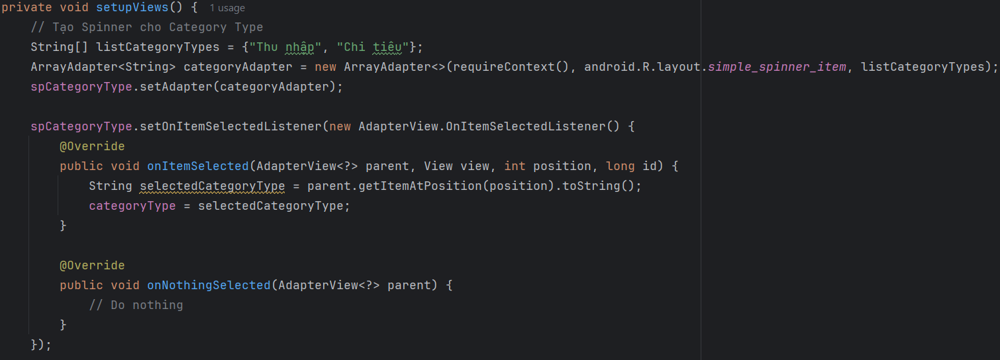 private void setupViews() { 1 usage
    // Tạo Spinner cho Category Type
    String[] listCategoryTypes = {"Thu nhập", "Chi tiêu"};
    ArrayAdapter<String> categoryAdapter = new ArrayAdapter<>(requireContext(), android.R.layout.simple_spinner_item, listCategoryTypes);
    spCategoryType.setAdapter(categoryAdapter);

    spCategoryType.setOnItemSelectedListener(new AdapterView.OnItemSelectedListener() {
        @Override
        public void onItemSelected(AdapterView<?> parent, View view, int position, long id) {
            String selectedCategoryType = parent.getItemAtPosition(position).toString();
            categoryType = selectedCategoryType;
        }

        @Override
        public void onNothingSelected(AdapterView<?> parent) {
            // Do nothing
        }
    });